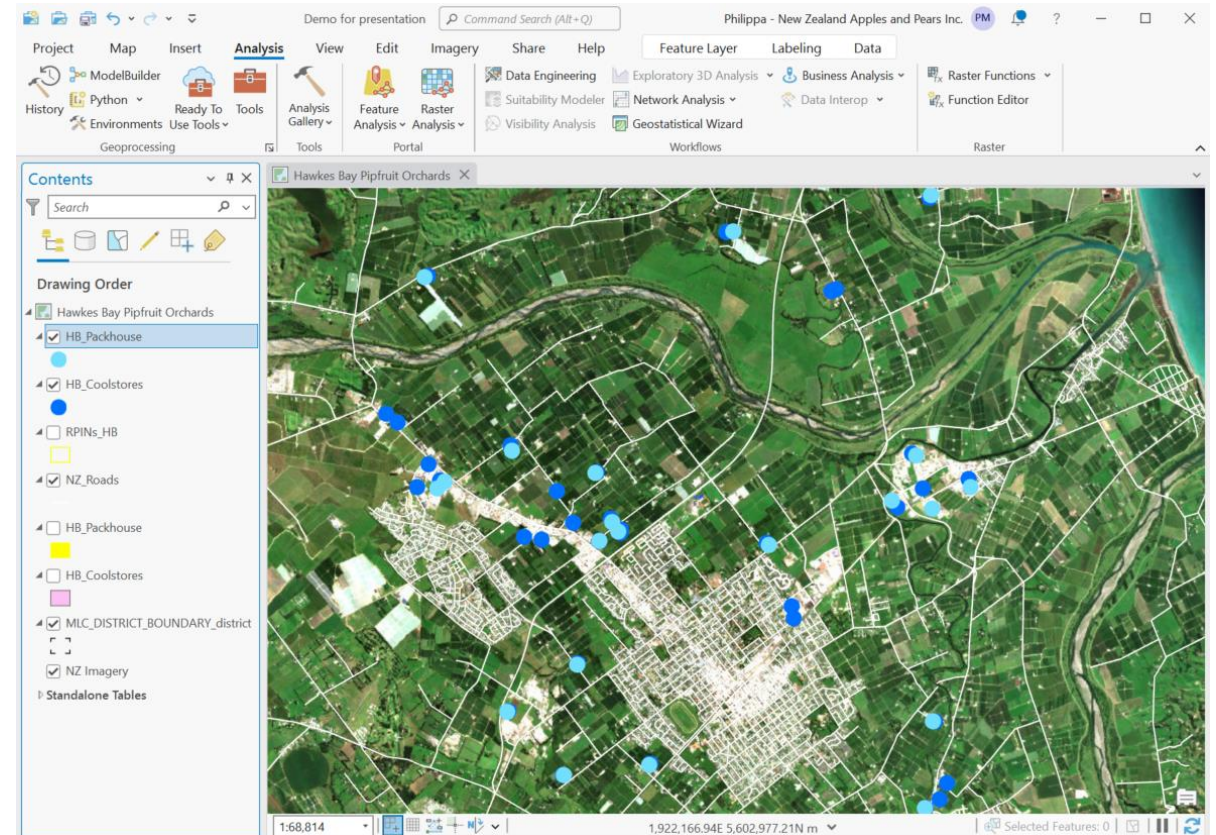 Demo for presentation
Command Search (Alt+Q)
Philippa - New Zealand Apples and Pears Inc.
PM
?
Project Map Insert Analysis View Edit Imagery Share Help Feature Layer Labeling Data
History
ModelBuilder
Python
Environments
Ready To Use Tools
Tools
Geoprocessing
Analysis Gallery
Tools
Feature Analysis
Raster Analysis
Portal
Data Engineering
Suitability Modeler
Visibility Analysis
Exploratory 3D Analysis
Network Analysis
Geostatistical Wizard
Business Analysis
Data Interop
Workflows
Raster Functions
Function Editor
Raster
Contents
Search
Drawing Order
Hawkes Bay Pipfruit Orchards
HB_Packhouse
HB_Coolstores
RPINs_HB
NZ_Roads
HB_Packhouse
HB_Coolstores
MLC_DISTRICT_BOUNDARY_district
NZ Imagery
Standalone Tables
Hawkes Bay Pipfruit Orchards
1:68,814
1,922,166.94E 5,602,977.21N m
Selected Features: 0